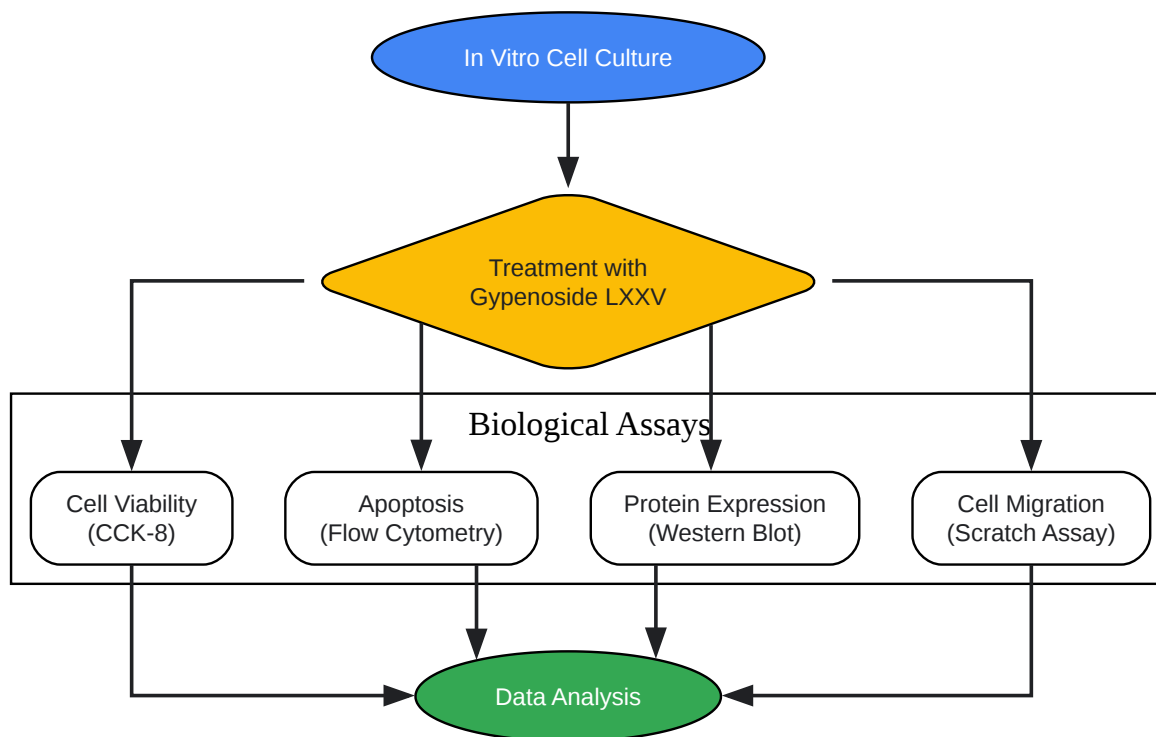 In Vitro Cell Culture
Treatment with
Gypenoside LXXV
Biological Assays
Cell Viability
(CCK-8)
Apoptosis
(Flow Cytometry)
Protein Expression
(Western Blot)
Cell Migration
(Scratch Assay)
Data Analysis